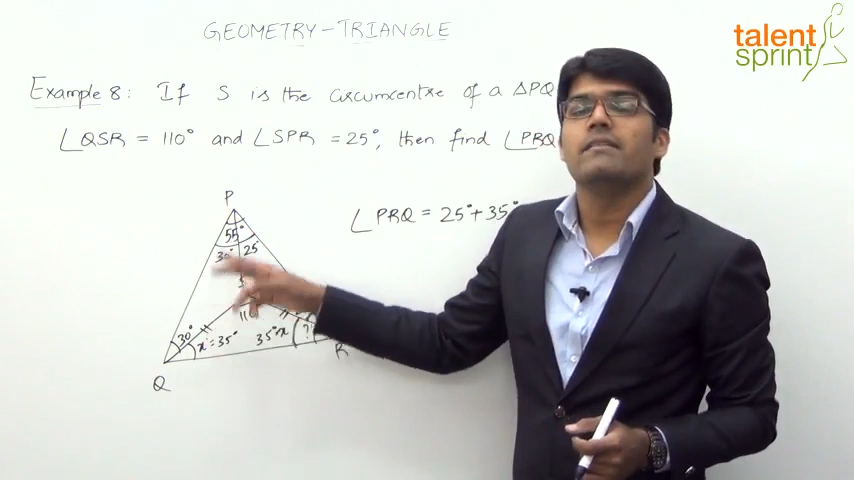 GEOMETRY-TRIANGLE
talent
sprint
Example 8: If S is the circumcentre of a ΔPQ
∠QSR = 110° and ∠SPR = 25°, then find ∠PRQ
P
∠PRQ = 25°+35°
55°
30° 25
S
110
30°
x=35° 35° x ?
R
Q